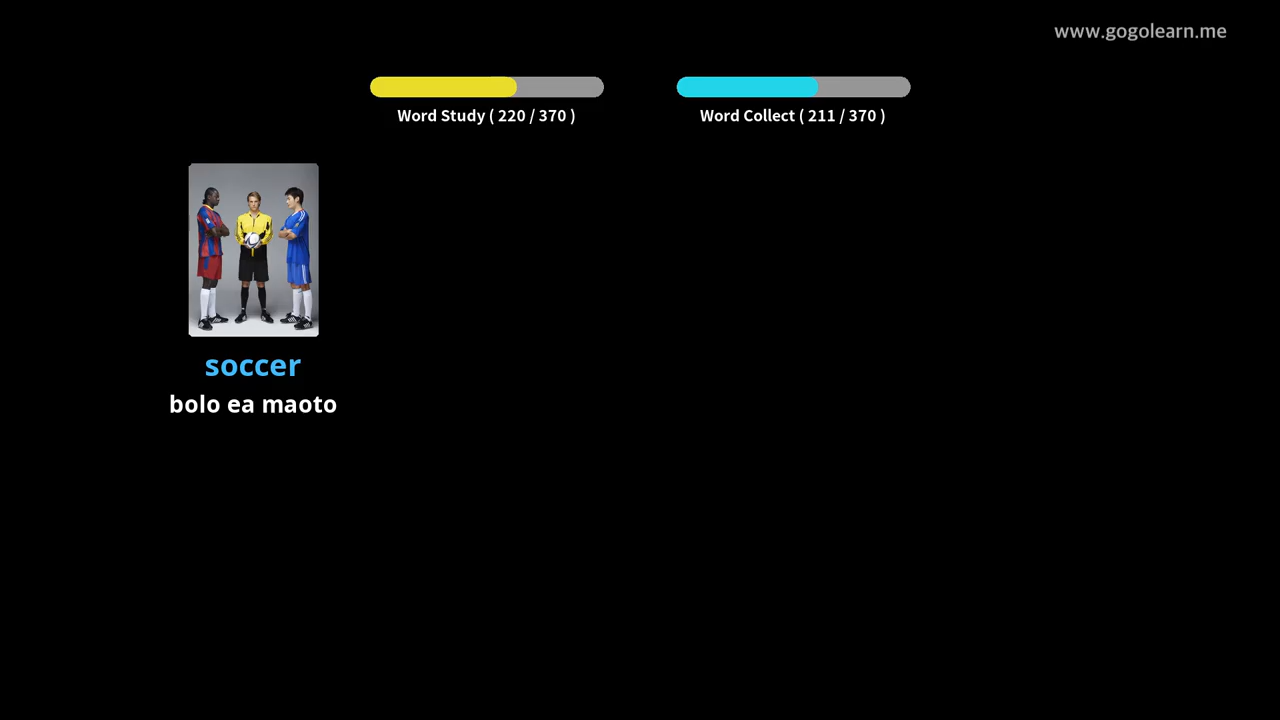 www.gogolearn.me
Word Study ( 220 / 370 )
Word Collect ( 211 / 370 )
soccer
bolo ea maoto